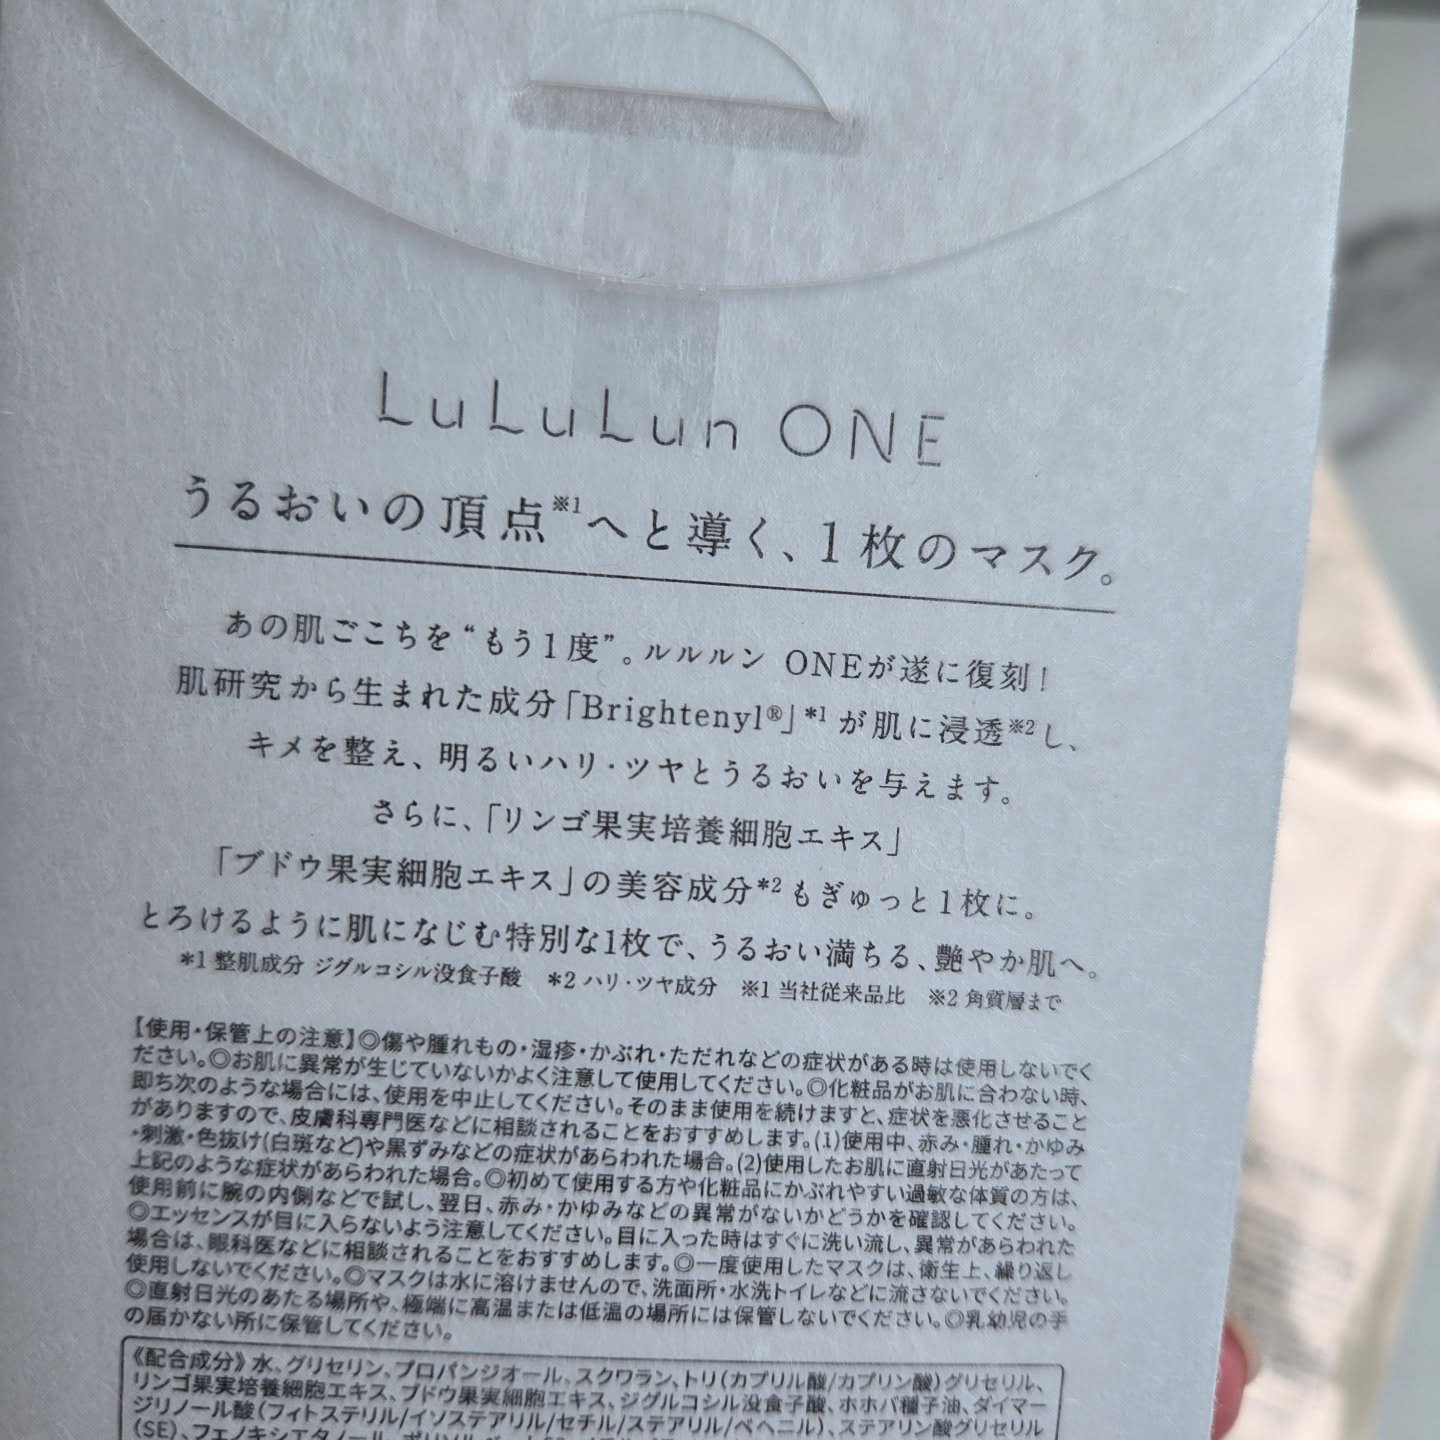 LuLuLun ONE
うるおいの頂点※1へと導く、1枚のマスク。
あの肌ごこちを“もう1度”。ルルルン ONEが遂に復刻!
肌研究から生まれた成分「Brightenyl®」*1が肌に浸透※2し、
キメを整え、明るいハリ・ツヤとうるおいを与えます。
さらに、「リンゴ果実培養細胞エキス」
「ブドウ果実細胞エキス」の美容成分*2もぎゅっと1枚に。
とろけるように肌になじむ特別な1枚で、うるおい満ちる、艶やか肌へ。
*1 整肌成分 ジグルコシル没食子酸 *2 ハリ・ツヤ成分 ※1 当社従来品比 ※2 角質層まで
【使用・保管上の注意】◎傷や腫れもの・湿疹・かぶれ・ただれなどの症状がある時は使用しないでく
ださい。◎お肌に異常が生じていないかよく注意して使用してください。◎化粧品がお肌に合わない時、
即ち次のような場合には、使用を中止してください。そのまま使用を続けますと、症状を悪化させること
がありますので、皮膚科専門医などに相談されることをおすすめします。(1)使用中、赤み・腫れ・かゆみ
・刺激・色抜け(白斑など)や黒ずみなどの症状があらわれた場合。(2)使用したお肌に直射日光があたって
上記のような症状があらわれた場合。◎初めて使用する方や化粧品にかぶれやすい過敏な体質の方は、
使用前に腕の内側などで試し、翌日、赤み・かゆみなどの異常がないかどうかを確認してください。
◎エッセンスが目に入らないよう注意してください。目に入った時はすぐに洗い流し、異常があらわれた
場合は、眼科医などに相談されることをおすすめします。◎一度使用したマスクは、衛生上、繰り返し
使用しないでください。◎マスクは水に溶けませんので、洗面所・水洗トイレなどに流さないでください。
◎直射日光のあたる場所や、極端に高温または低温の場所には保管しないでください。◎乳幼児の手
の届かない所に保管してください。
《配合成分》水、グリセリン、プロパンジオール、スクワラン、トリ(カプリル酸/カプリン酸)グリセリル、
リンゴ果実培養細胞エキス、ブドウ果実細胞エキス、ジグルコシル没食子酸、ホホバ種子油、ダイマー
ジリノール酸(フィトステリル/イソステアリル/セチル/ステアリル/ベヘニル)、ステアリン酸グリセリル
(SE)、フェノキシエタノール